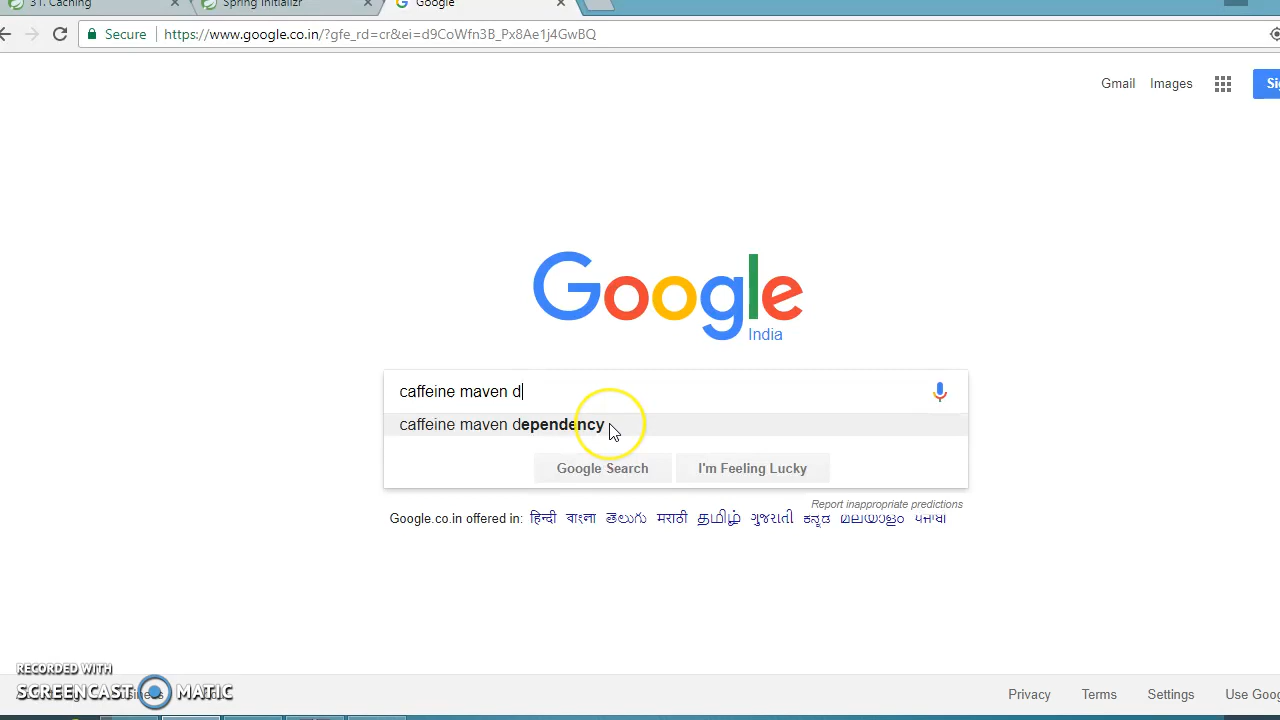 31. Caching
Spring Initializr
Google
Secure
https://www.google.co.in/?gfe_rd=cr&ei=d9CoWfn3B_Px8Ae1j4GwBQ
Gmail Images
Google
India
caffeine maven d
caffeine maven dependency
Google Search I'm Feeling Lucky
Report inappropriate predictions
Google.co.in offered in: हिन्दी বাংলা తెలుగు मराठी தமிழ் ગુજરાતી ಕನ್ನಡ മലയാളം ਪੰਜਾਬੀ
RECORDED WITH
SCREENCAST MATIC
Privacy Terms Settings Use Goo